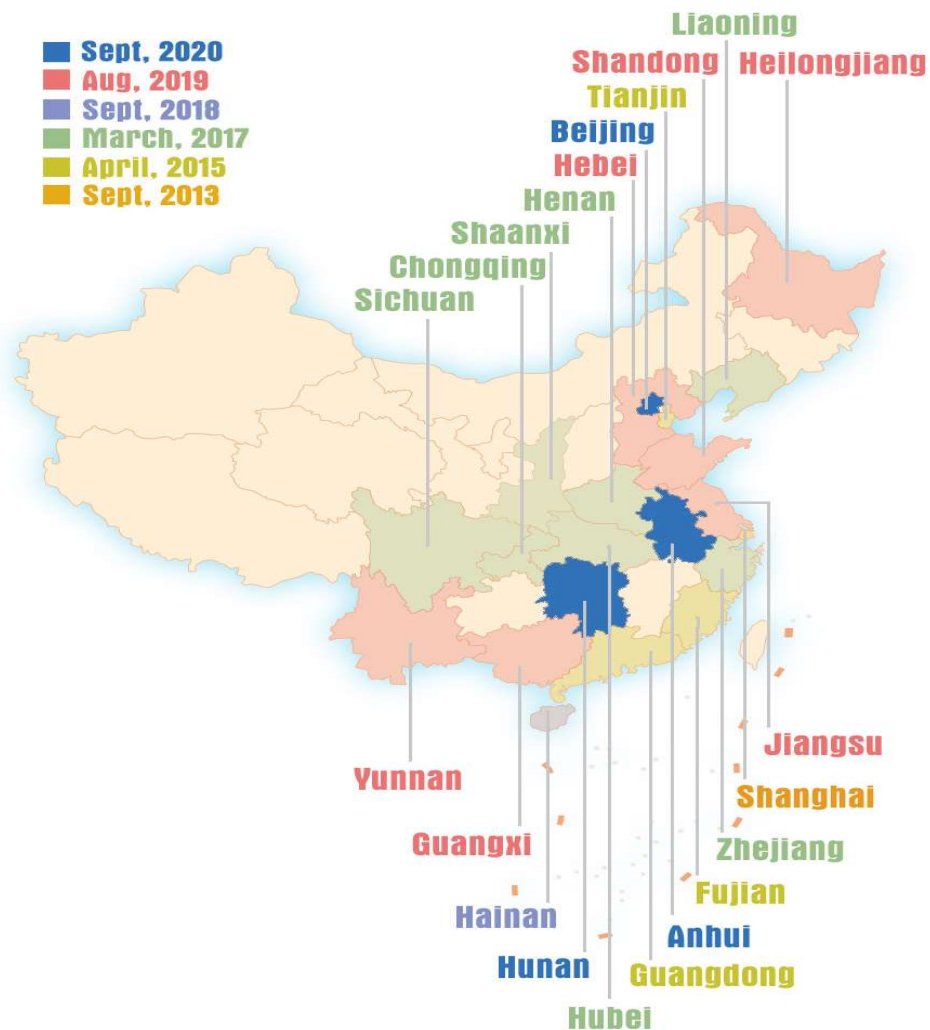 Sept, 2020
Aug, 2019
Sept, 2018
March, 2017
April, 2015
Sept, 2013
Liaoning
Shandong
Heilongjiang
Tianjin
Beijing
Hebei
Henan
Shaanxi
Chongqing
Sichuan
Jiangsu
Yunnan
Shanghai
Guangxi
Zhejiang
Fujian
Hainan
Anhui
Hunan
Guangdong
Hubei